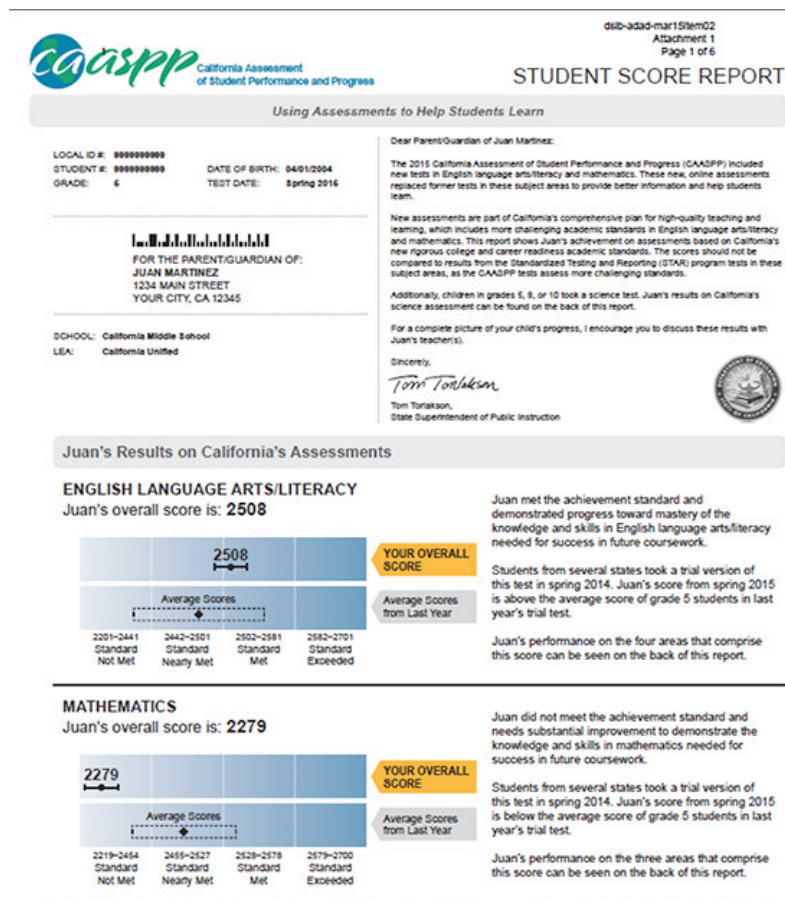 dsib-adad-mar15item02
Attachment 1
Page 1 of 6
caaspp
California Assessment
of Student Performance and Progress
STUDENT SCORE REPORT
Using Assessments to Help Students Learn
LOCAL ID #: 9999999999
STUDENT #: 9999999999 DATE OF BIRTH: 04/01/2004
GRADE: 5 TEST DATE: Spring 2015
FOR THE PARENT/GUARDIAN OF:
JUAN MARTINEZ
1234 MAIN STREET
YOUR CITY, CA 12345
SCHOOL: California Middle School
LEA: California Unified
Dear Parent/Guardian of Juan Martinez:
The 2015 California Assessment of Student Performance and Progress (CAASPP) included
new tests in English language arts/literacy and mathematics. These new, online assessments
replaced former tests in these subject areas to provide better information and help students
learn.
New assessments are part of California's comprehensive plan for high-quality teaching and
learning, which includes more challenging academic standards in English language arts/literacy
and mathematics. This report shows Juan's achievement on assessments based on California's
new rigorous college and career readiness academic standards. The scores should not be
compared to results from the Standardized Testing and Reporting (STAR) program tests in these
subject areas, as the CAASPP tests assess more challenging standards.
Additionally, children in grades 5, 8, or 10 took a science test. Juan's results on California's
science assessment can be found on the back of this report.
For a complete picture of your child's progress, I encourage you to discuss these results with
Juan's teacher(s).
Sincerely,
Tom Torlakson
Tom Torlakson,
State Superintendent of Public Instruction
Juan's Results on California's Assessments
ENGLISH LANGUAGE ARTS/LITERACY
Juan's overall score is: 2508
2508
YOUR OVERALL
SCORE
Average Scores
Average Scores
from Last Year
2201–2441 2442–2501 2502–2581 2582–2701
Standard Standard Standard Standard
Not Met Nearly Met Met Exceeded
Juan met the achievement standard and
demonstrated progress toward mastery of the
knowledge and skills in English language arts/literacy
needed for success in future coursework.
Students from several states took a trial version of
this test in spring 2014. Juan's score from spring 2015
is above the average score of grade 5 students in last
year's trial test.
Juan's performance on the four areas that comprise
this score can be seen on the back of this report.
MATHEMATICS
Juan's overall score is: 2279
2279
YOUR OVERALL
SCORE
Average Scores
Average Scores
from Last Year
2219–2454 2455–2527 2528–2578 2579–2700
Standard Standard Standard Standard
Not Met Nearly Met Met Exceeded
Juan did not meet the achievement standard and
needs substantial improvement to demonstrate the
knowledge and skills in mathematics needed for
success in future coursework.
Students from several states took a trial version of
this test in spring 2014. Juan's score from spring 2015
is below the average score of grade 5 students in last
year's trial test.
Juan's performance on the three areas that comprise
this score can be seen on the back of this report.